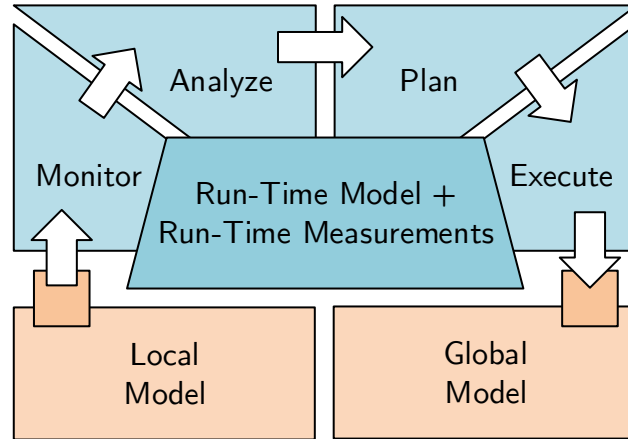 Analyze
Plan
Monitor
Execute
Run-Time Model +
Run-Time Measurements
Local
Model
Global
Model